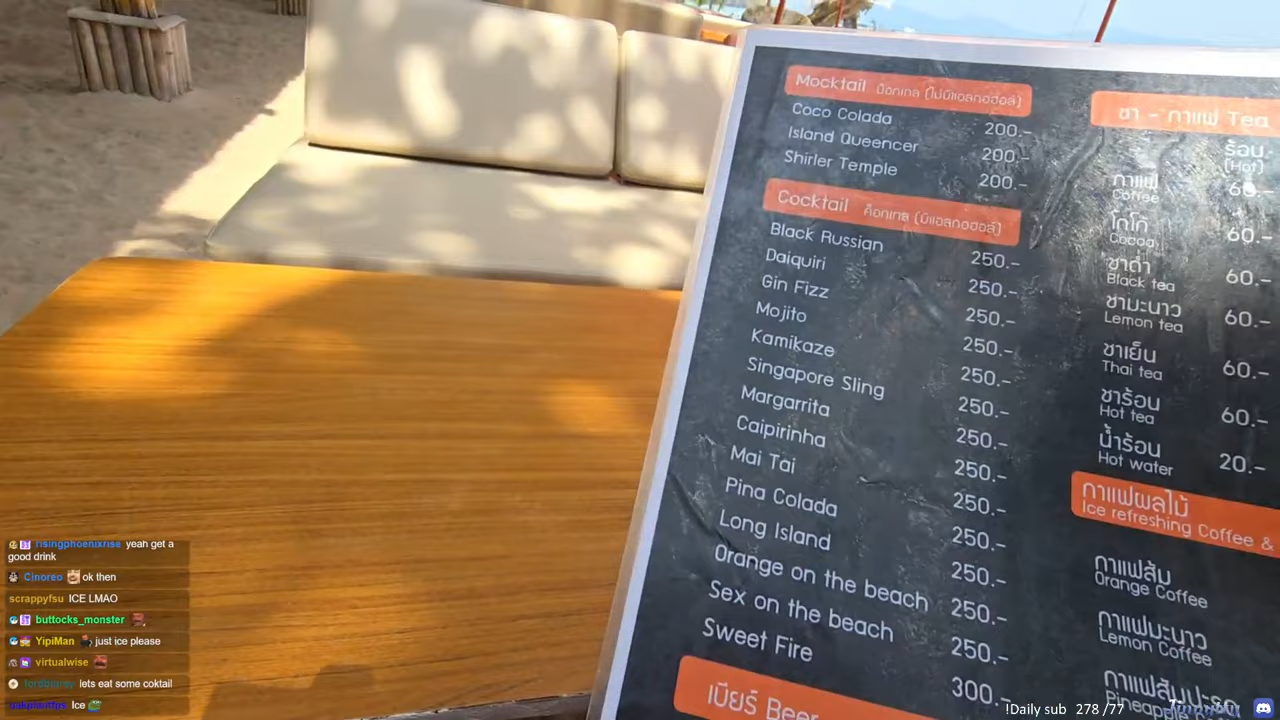 Mocktail ม็อกเทล (ไม่มีแอลกอฮอล์)
Coco Colada 200.-
Island Queencer 200.-
Shirler Temple 200.-
Cocktail ค็อกเทล (มีแอลกอฮอล์)
Black Russian 250.-
Daiquiri 250.-
Gin Fizz 250.-
Mojito 250.-
Kamikaze 250.-
Singapore Sling 250.-
Margarrita 250.-
Caipirinha 250.-
Mai Tai 250.-
Pina Colada 250.-
Long Island 250.-
Orange on the beach 250.-
Sex on the beach 250.-
Sweet Fire 300.-
เบียร์ Beer
ชา - กาแฟ Tea
ร้อน
(Hot)
กาแฟ 60.-
Coffee
โกโก้ 60.-
Cocoa
ชาดำ 60.-
Black tea
ชามะนาว 60.-
Lemon tea
ชาเย็น 60.-
Thai tea
ชาร้อน 60.-
Hot tea
น้ำร้อน 20.-
Hot water
กาแฟผลไม้
Ice refreshing Coffee &
กาแฟส้ม
Orange Coffee
กาแฟมะนาว
Lemon Coffee
risingphoenixrise yeah get a
good drink
Cinoreo ok then
scrappyfsu ICE LMAO
buttocks_monster
YipiMan just ice please
virtualwise
lets eat some coktail
Ice
!Daily sub 278 /77